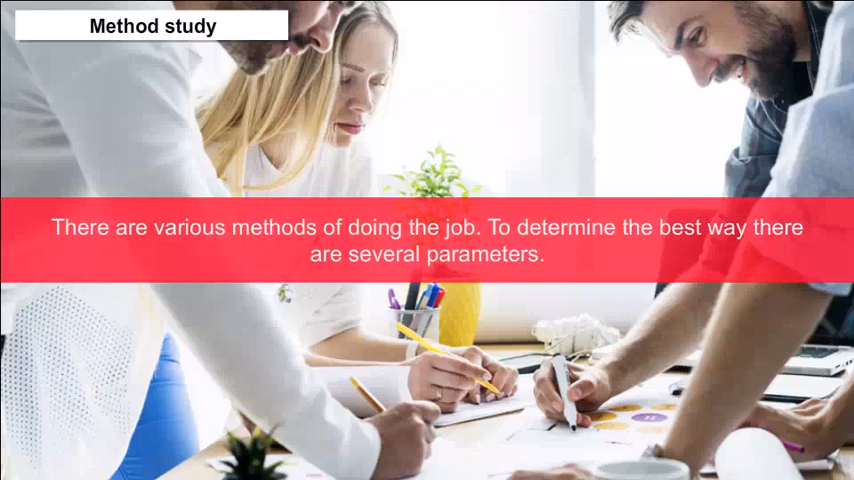 Method study
There are various methods of doing the job. To determine the best way there
are several parameters.